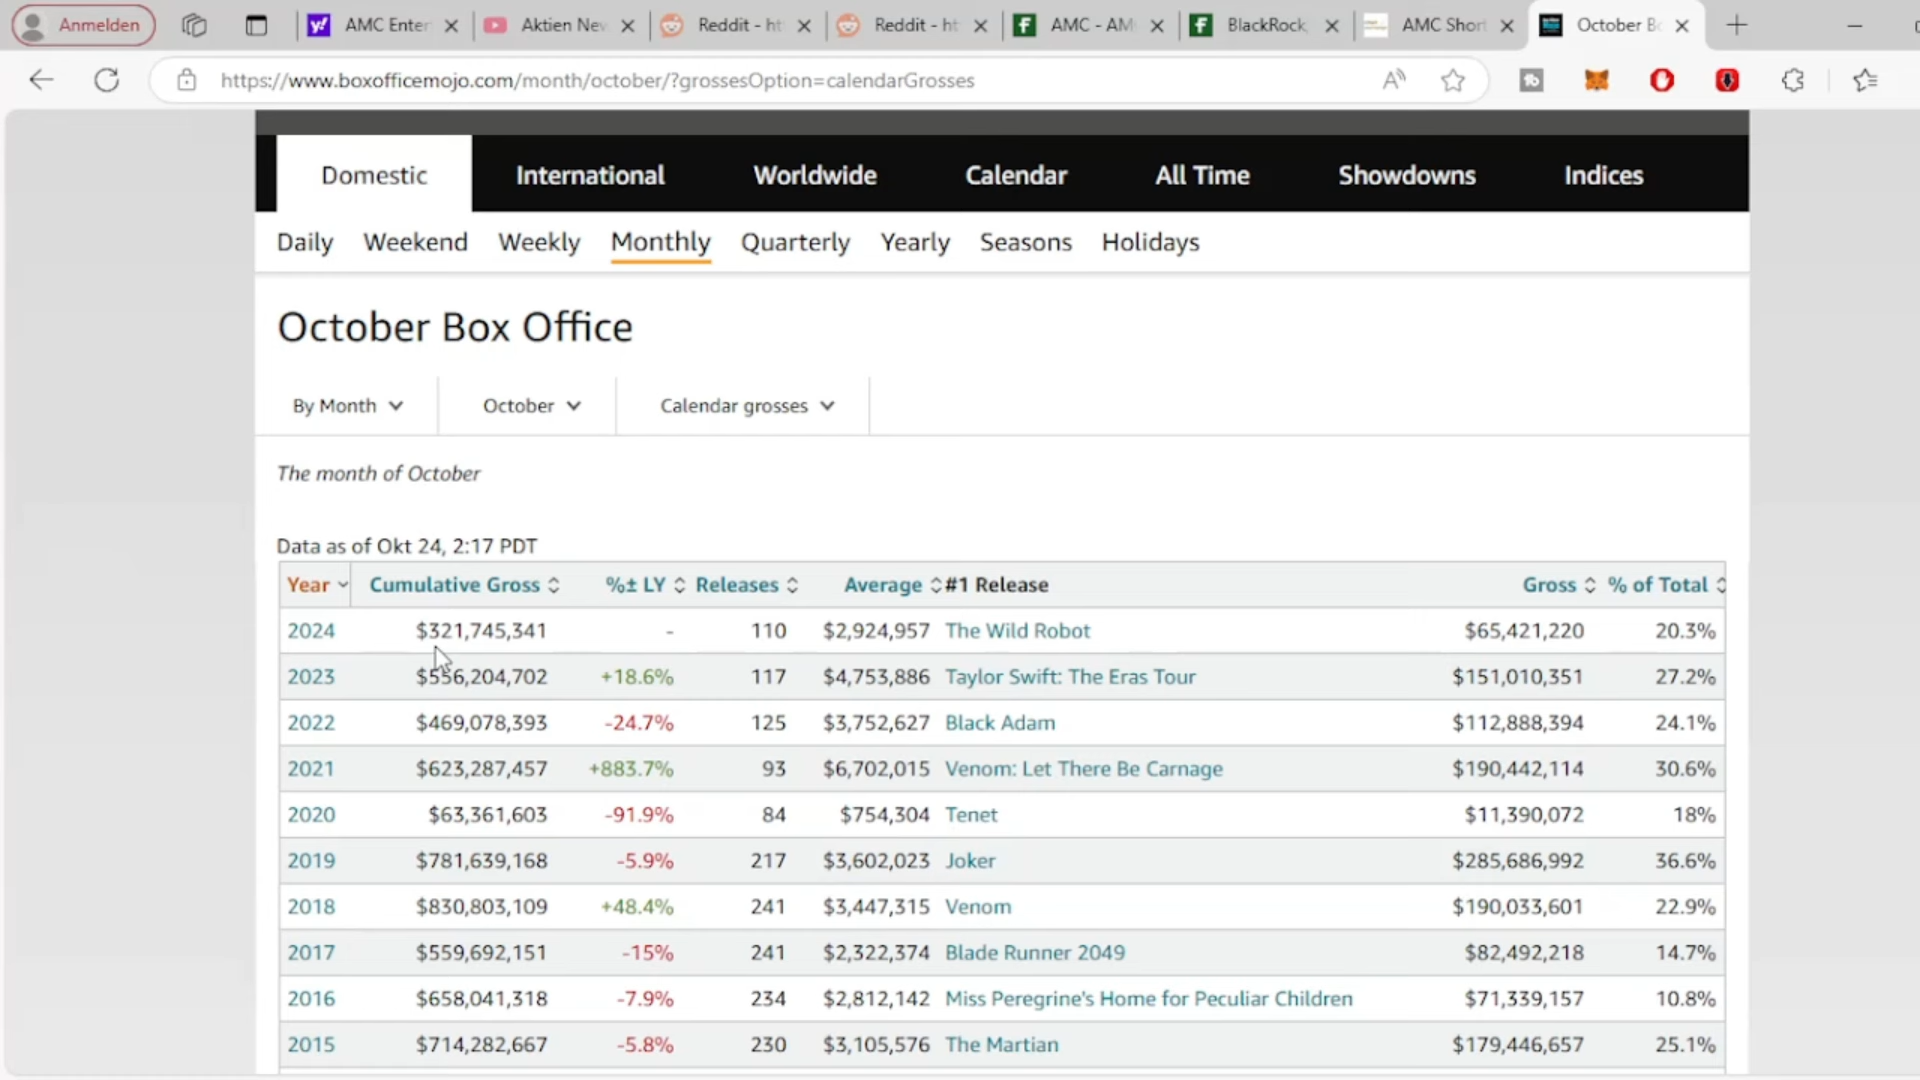 Anmelden
AMC Enter
Aktien Nev
Reddit - ht
Reddit - ht
AMC - AM
BlackRock,
AMC Short
October Bo
https://www.boxofficemojo.com/month/october/?grossesOption=calendarGrosses
Domestic International Worldwide Calendar All Time Showdowns Indices
Daily Weekend Weekly Monthly Quarterly Yearly Seasons Holidays
October Box Office
By Month October Calendar grosses
The month of October
Data as of Okt 24, 2:17 PDT
Year Cumulative Gross %± LY Releases Average #1 Release Gross % of Total
2024 $321,745,341 - 110 $2,924,957 The Wild Robot $65,421,220 20.3%
2023 $556,204,702 +18.6% 117 $4,753,886 Taylor Swift: The Eras Tour $151,010,351 27.2%
2022 $469,078,393 -24.7% 125 $3,752,627 Black Adam $112,888,394 24.1%
2021 $623,287,457 +883.7% 93 $6,702,015 Venom: Let There Be Carnage $190,442,114 30.6%
2020 $63,361,603 -91.9% 84 $754,304 Tenet $11,390,072 18%
2019 $781,639,168 -5.9% 217 $3,602,023 Joker $285,686,992 36.6%
2018 $830,803,109 +48.4% 241 $3,447,315 Venom $190,033,601 22.9%
2017 $559,692,151 -15% 241 $2,322,374 Blade Runner 2049 $82,492,218 14.7%
2016 $658,041,318 -7.9% 234 $2,812,142 Miss Peregrine's Home for Peculiar Children $71,339,157 10.8%
2015 $714,282,667 -5.8% 230 $3,105,576 The Martian $179,446,657 25.1%